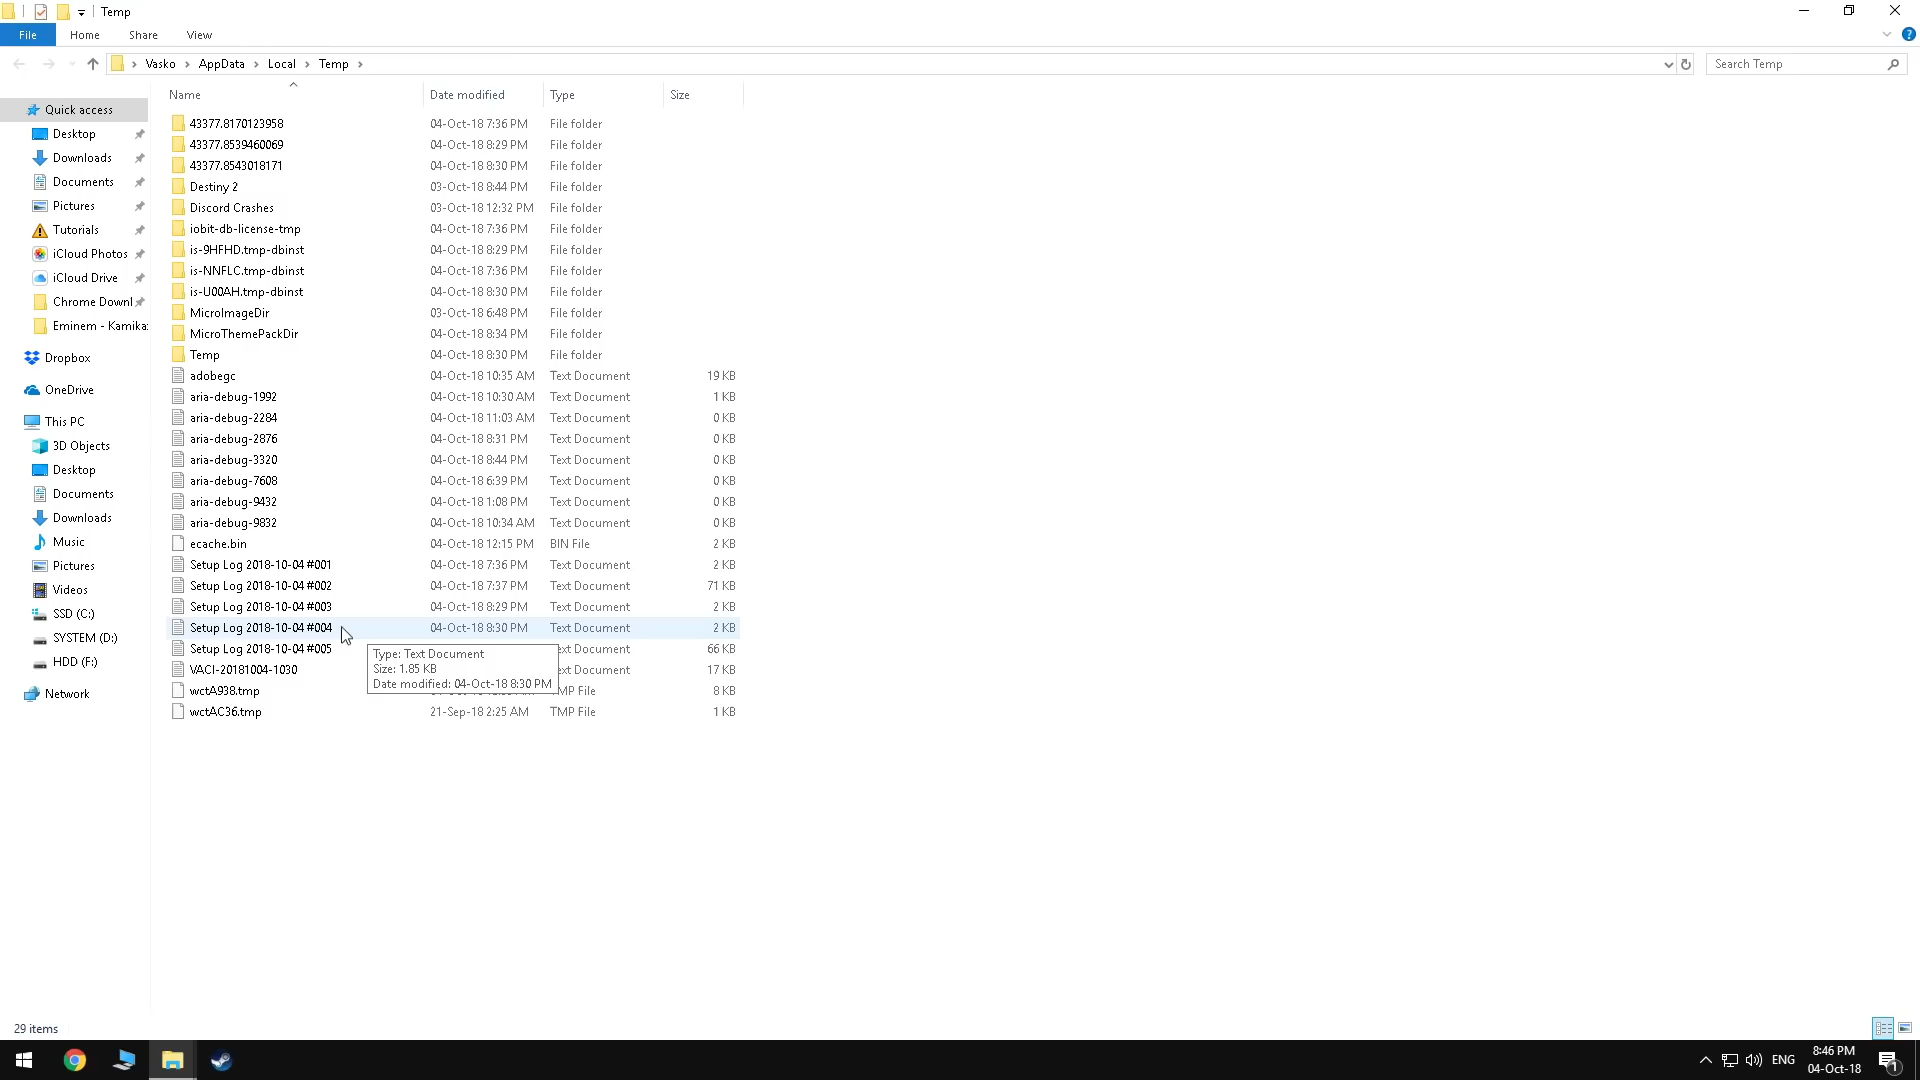 Temp
File Home Share View
Vasko AppData Local Temp
Search Temp
Name Date modified Type Size
Quick access
Desktop
Downloads
Documents
Pictures
Tutorials
iCloud Photos
iCloud Drive
Chrome Downl
Eminem - Kamika
Dropbox
OneDrive
This PC
3D Objects
Desktop
Documents
Downloads
Music
Pictures
Videos
SSD (C:)
SYSTEM (D:)
HDD (F:)
Network
43377.8170123958 04-Oct-18 7:36 PM File folder
43377.8539460069 04-Oct-18 8:29 PM File folder
43377.8543018171 04-Oct-18 8:30 PM File folder
Destiny 2 03-Oct-18 8:44 PM File folder
Discord Crashes 03-Oct-18 12:32 PM File folder
iobit-db-license-tmp 04-Oct-18 7:36 PM File folder
is-9HFHD.tmp-dbinst 04-Oct-18 8:29 PM File folder
is-NNFLC.tmp-dbinst 04-Oct-18 7:36 PM File folder
is-U00AH.tmp-dbinst 04-Oct-18 8:30 PM File folder
MicroImageDir 03-Oct-18 6:48 PM File folder
MicroThemePackDir 04-Oct-18 8:34 PM File folder
Temp 04-Oct-18 8:30 PM File folder
adobegc 04-Oct-18 10:35 AM Text Document 19 KB
aria-debug-1992 04-Oct-18 10:30 AM Text Document 1 KB
aria-debug-2284 04-Oct-18 11:03 AM Text Document 0 KB
aria-debug-2876 04-Oct-18 8:31 PM Text Document 0 KB
aria-debug-3320 04-Oct-18 8:44 PM Text Document 0 KB
aria-debug-7608 04-Oct-18 6:39 PM Text Document 0 KB
aria-debug-9432 04-Oct-18 1:08 PM Text Document 0 KB
aria-debug-9832 04-Oct-18 10:34 AM Text Document 0 KB
ecache.bin 04-Oct-18 12:15 PM BIN File 2 KB
Setup Log 2018-10-04 #001 04-Oct-18 7:36 PM Text Document 2 KB
Setup Log 2018-10-04 #002 04-Oct-18 7:37 PM Text Document 71 KB
Setup Log 2018-10-04 #003 04-Oct-18 8:29 PM Text Document 2 KB
Setup Log 2018-10-04 #004 04-Oct-18 8:30 PM Text Document 2 KB
Setup Log 2018-10-04 #005 ext Document 66 KB
VACI-20181004-1030 ext Document 17 KB
wctA938.tmp MP File 8 KB
wctAC36.tmp 21-Sep-18 2:25 AM TMP File 1 KB
Type: Text Document
Size: 1.85 KB
Date modified: 04-Oct-18 8:30 PM
29 items
ENG
8:46 PM
04-Oct-18
1